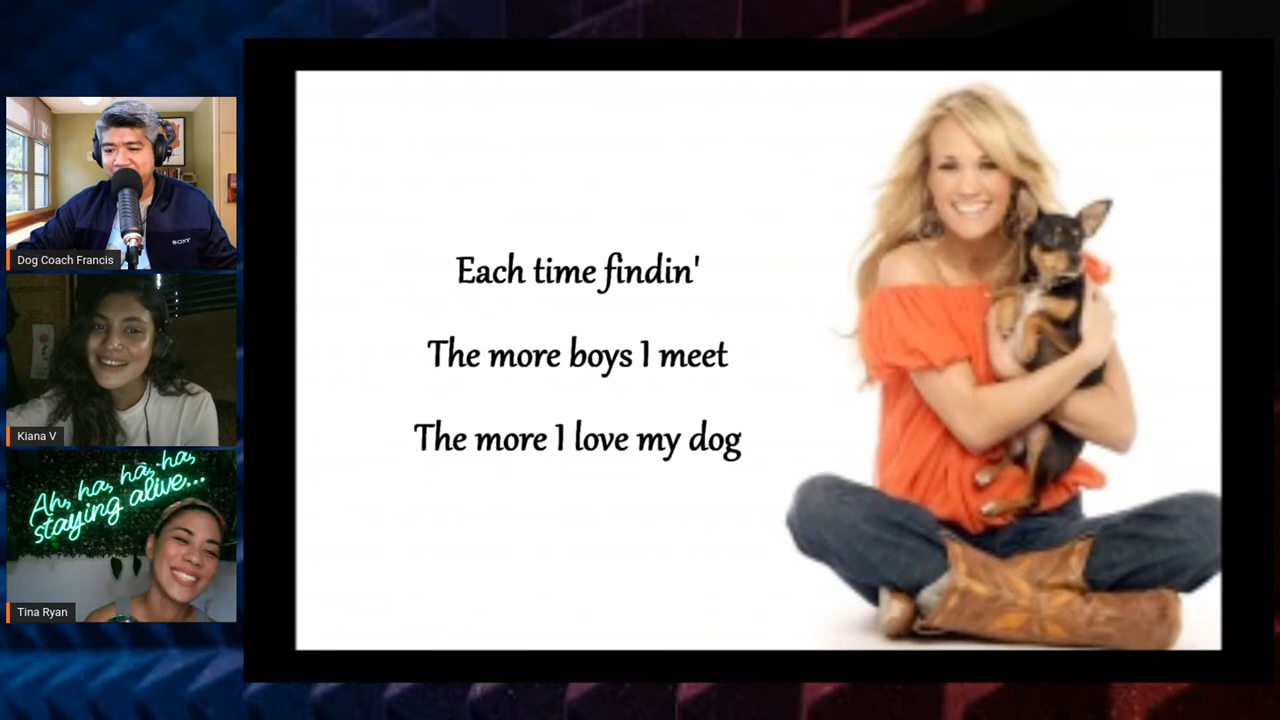 SONY
Dog Coach Francis
Kiana V
Ah, ha, ha, ha,
staying alive...
Tina Ryan
Each time findin'
The more boys I meet
The more I love my dog